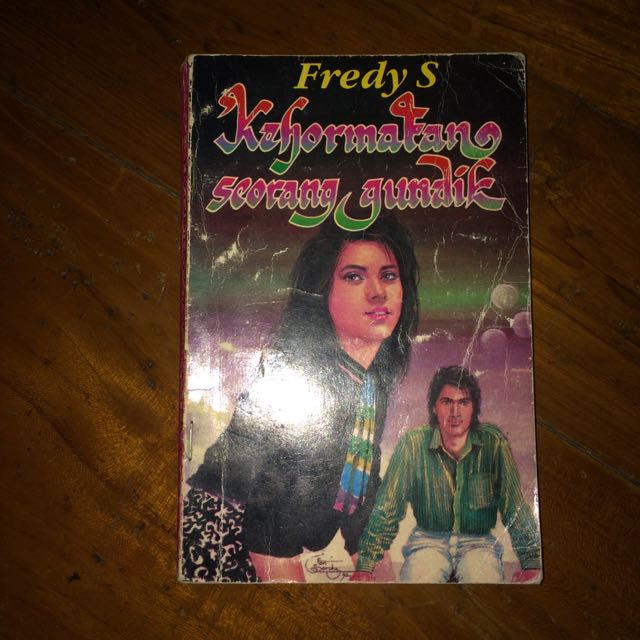 Fredy S
Kehormatan
seorang gundik